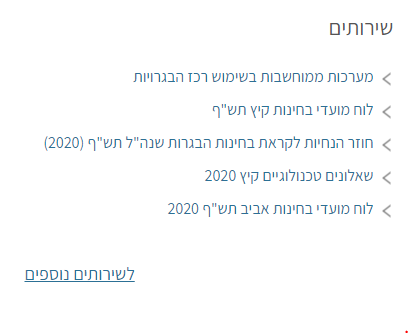 שירותים
מערכות ממוחשבות בשימוש רכז הבגרויות
לוח מועדי בחינות קיץ תש"ף
חוזר הנחיות לקראת בחינות הבגרות שנה"ל תש"ף (2020)
שאלונים טכנולוגיים קיץ 2020
לוח מועדי בחינות אביב תש"ף 2020
לשירותים נוספים